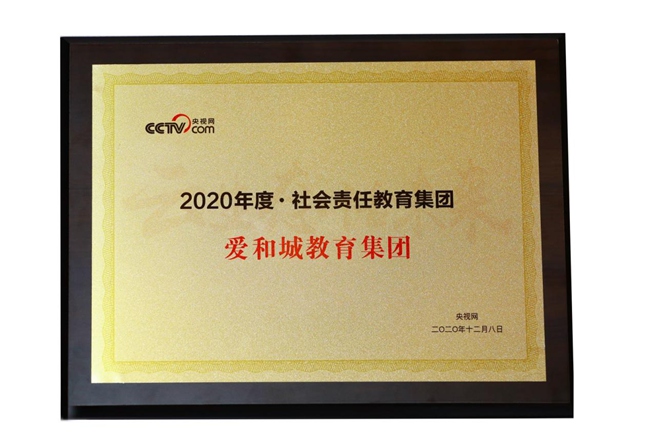 CCTV.com 央视网
2020年度·社会责任教育集团
爱和城教育集团
央视网
二〇二〇年十二月八日